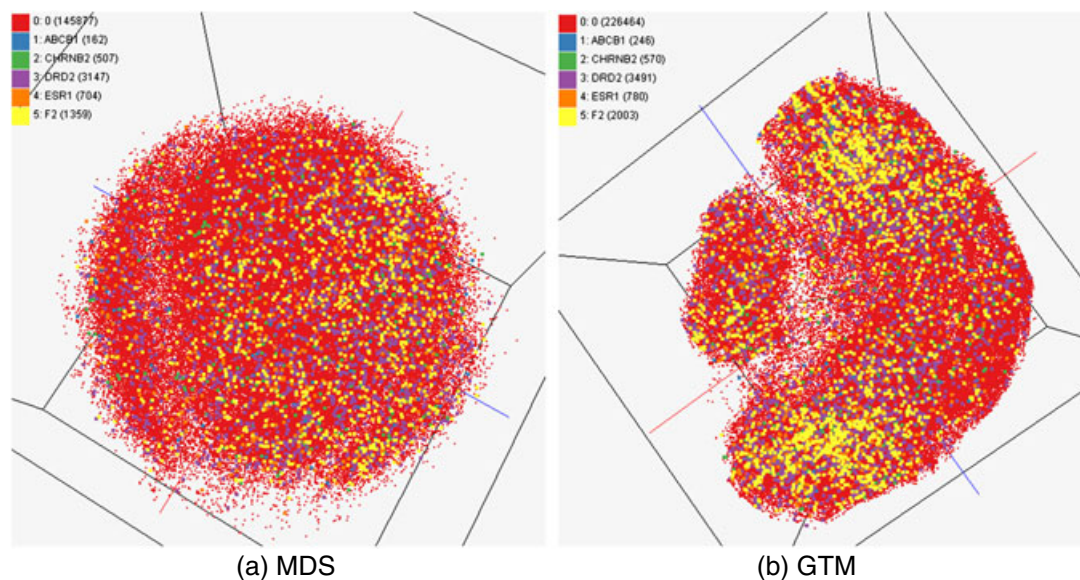 0: 0 (145877)
1: ABCB1 (162)
2: CHRNB2 (507)
3: DRD2 (3147)
4: ESR1 (704)
5: F2 (1359)
0: 0 (226464)
1: ABCB1 (246)
2: CHRNB2 (570)
3: DRD2 (3491)
4: ESR1 (780)
5: F2 (2003)
(a) MDS
(b) GTM